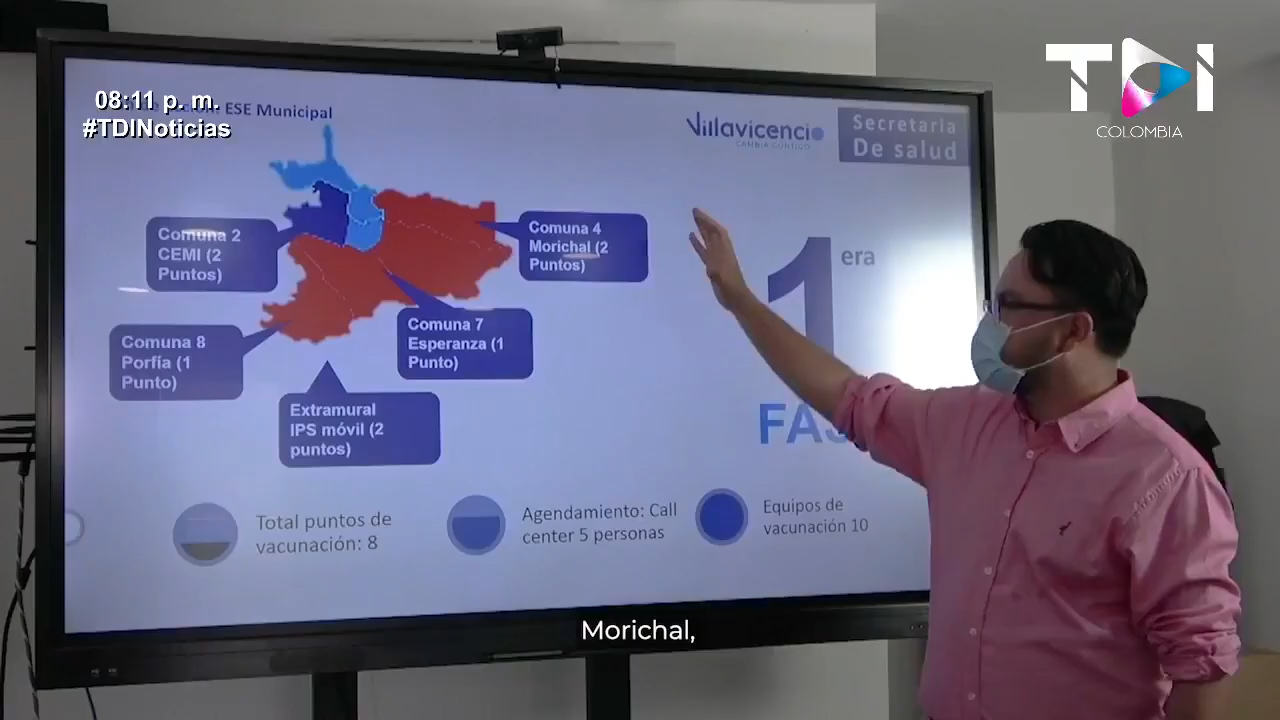 08:11 p. m.
#TDINoticias
ESE Municipal
TDI
COLOMBIA
Villavicencio
CAMBIA CONTIGO
Secretaria
De salud
Comuna 2
CEMI (2
Puntos)
Comuna 4
Morichal (2
Puntos)
1 era
Comuna 8
Porfía (1
Punto)
Comuna 7
Esperanza (1
Punto)
Extramural
IPS móvil (2
puntos)
Total puntos de
vacunación: 8
Agendamiento: Call
center 5 personas
Equipos de
vacunación 10
Morichal,